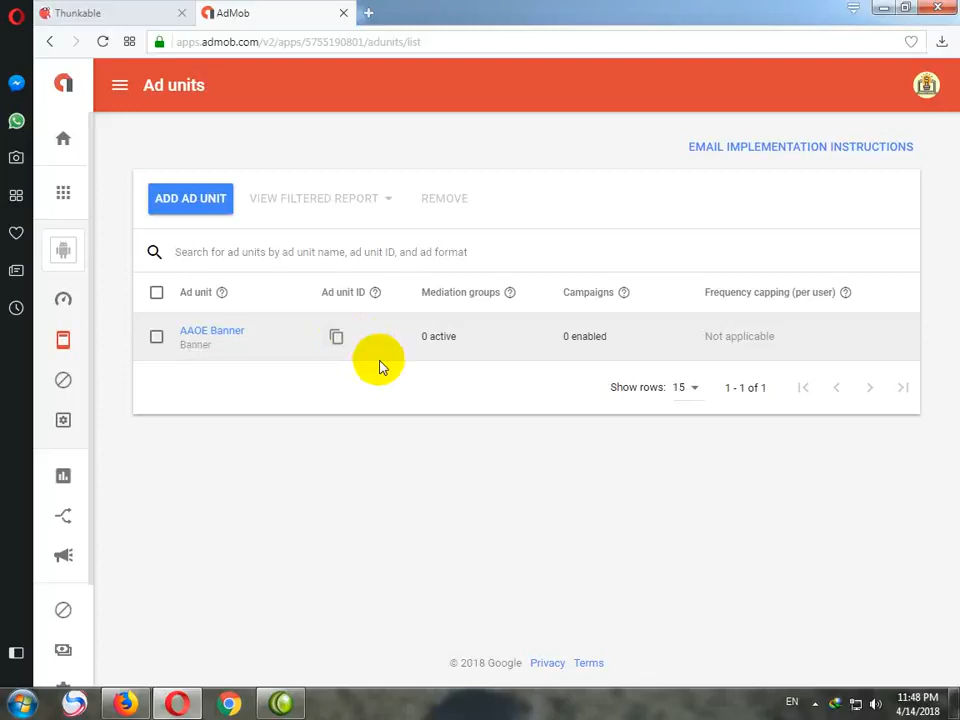 Thunkable
AdMob
apps.admob.com/v2/apps/5755190801/adunits/list
Ad units
EMAIL IMPLEMENTATION INSTRUCTIONS
ADD AD UNIT
VIEW FILTERED REPORT
REMOVE
Search for ad units by ad unit name, ad unit ID, and ad format
Ad unit
Ad unit ID
Mediation groups
Campaigns
Frequency capping (per user)
AAOE Banner
Banner
0 active
0 enabled
Not applicable
Show rows:
15
1 - 1 of 1
© 2018 Google
Privacy
Terms
EN
11:48 PM
4/14/2018